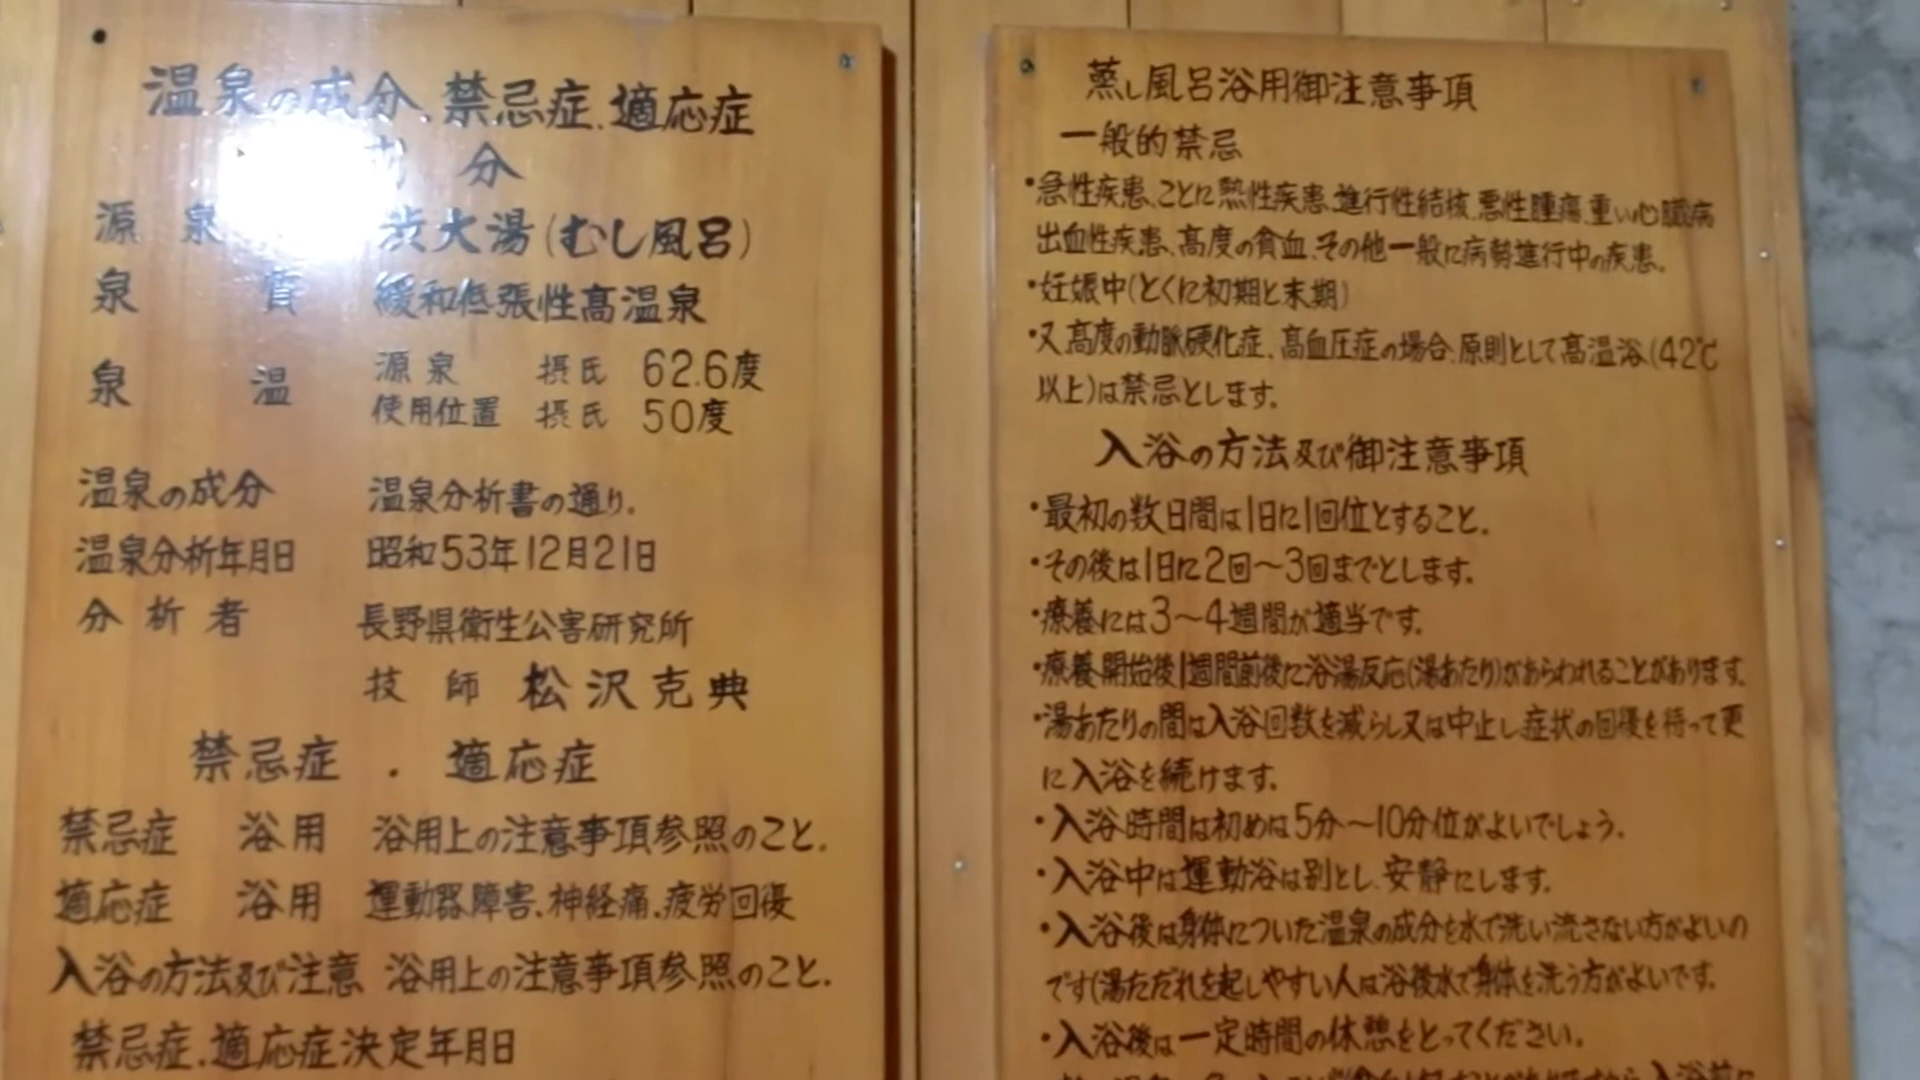 温泉の成分、禁忌症、適応症
分
源泉 渋大湯(むし風呂)
泉質 緩和低張性高温泉
泉温 源泉 摂氏 62.6度
使用位置 摂氏 50度
温泉の成分 温泉分析書の通り。
温泉分析年月日 昭和53年12月21日
分析者 長野県衛生公害研究所
技師 松沢克典
禁忌症.適応症
禁忌症 浴用 浴用上の注意事項参照のこと。
適応症 浴用 運動器障害、神経痛、疲労回復
入浴の方法及び注意 浴用上の注意事項参照のこと。
禁忌症、適応症決定年月日
蒸し風呂浴用御注意事項
一般的禁忌
・急性疾患、ことに熱性疾患、進行性結核、悪性腫瘍、重い心臓病
出血性疾患、高度の貧血、その他一般に病勢進行中の疾患。
・妊娠中(とくに初期と末期)
・又高度の動脈硬化症、高血圧症の場合、原則として高温浴(42℃
以上)は禁忌とします。
入浴の方法及び御注意事項
・最初の数日間は1日に1回位とすること。
・その後は1日に2回～3回までとします。
・療養には3～4週間が適当です。
・療養開始後1週間前後に浴湯反応(湯あたり)があらわれることがあります。
・湯あたりの間は入浴回数を減らし又は中止し症状の回復を待って更
に入浴を続けます。
・入浴時間は初めは5分～10分位がよいでしょう。
・入浴中は運動浴は別とし、安静にします。
・入浴後は身体についた温泉の成分を水で洗い流さない方がよいの
です(湯ただれを起しやすい人は浴後水で身体を洗う方がよいです。
・入浴後は一定時間の休憩をとってください。